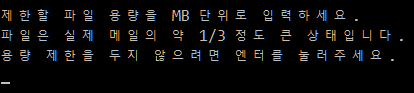 제한할 파일 용량을 MB 단위로 입력하세요.
파일은 실제 메일의 약 1/3 정도 큰 상태입니다.
용량 제한을 두지 않으려면 엔터를 눌러주세요.